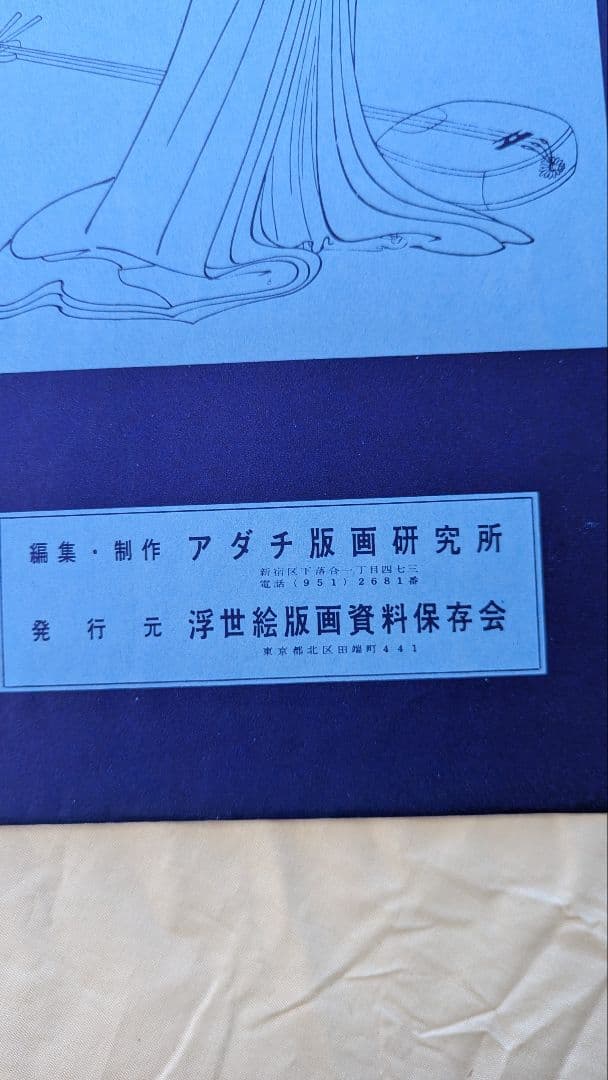 編集・制作 アダチ版画研究所
新宿区下落合一丁目四七三
電話(951)2681番
発行元 浮世絵版画資料保存会
東京都北区田端町441